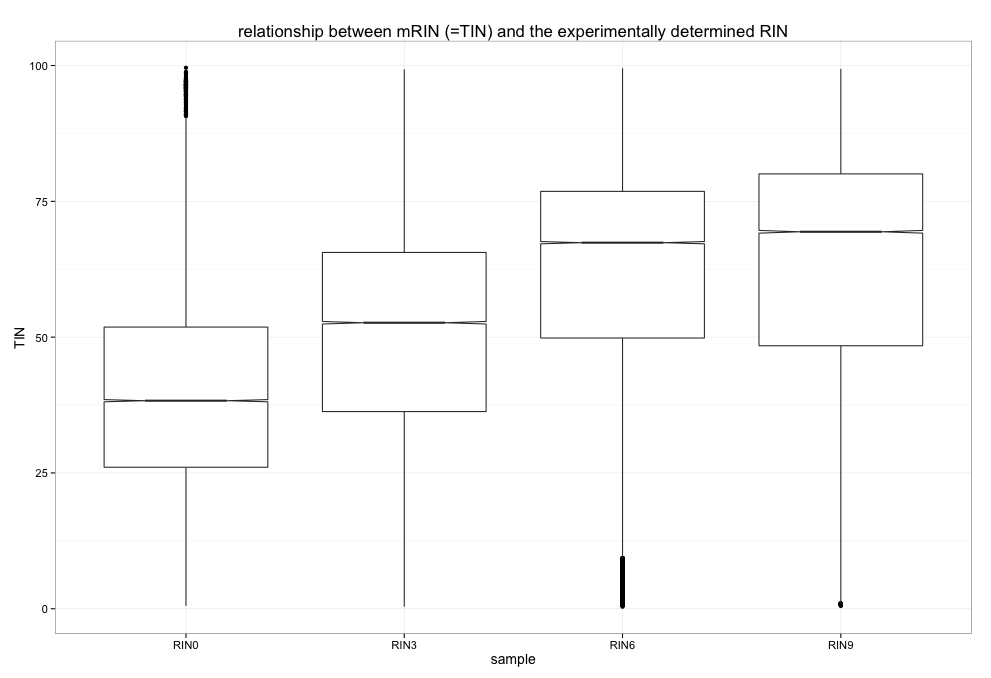 relationship between mRIN (=TIN) and the experimentally determined RIN
TIN
100
75
50
25
0
RIN0 RIN3 RIN6 RIN9
sample